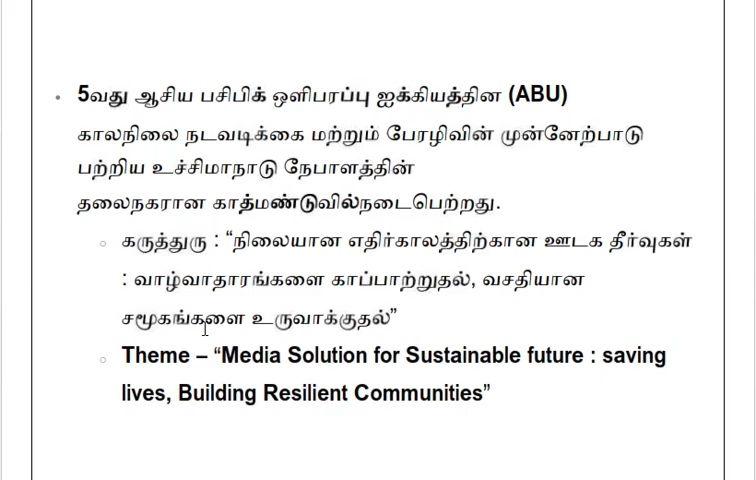 5வது ஆசிய பசிபிக் ஒளிபரப்பு ஐக்கியத்தின (ABU)
காலநிலை நடவடிக்கை மற்றும் பேரழிவின் முன்னேற்பாடு
பற்றிய உச்சிமாநாடு நேபாளத்தின்
தலைநகரான காத்மண்டுவில்நடைபெற்றது.
கருத்துரு : “நிலையான எதிர்காலத்திற்கான ஊடக தீர்வுகள்
: வாழ்வாதாரங்களை காப்பாற்றுதல், வசதியான
சமூகங்களை உருவாக்குதல்”
Theme – “Media Solution for Sustainable future : saving
lives, Building Resilient Communities”